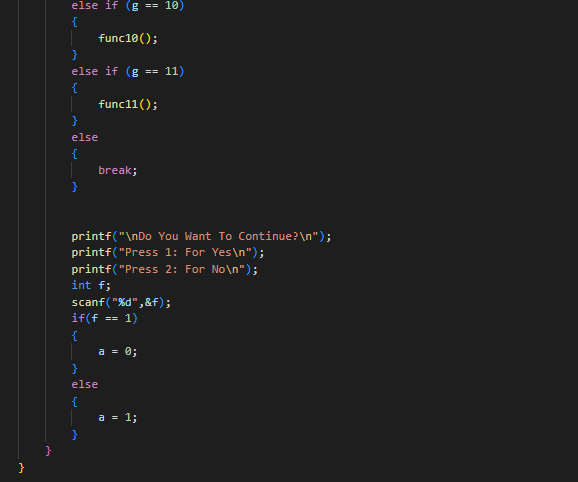 else if (g == 10)
{
func10();
}
else if (g == 11)
{
func11();
}
else
{
break;
}
printf("\nDo You Want To Continue?\n");
printf("Press 1: For Yes\n");
printf("Press 2: For No\n");
int f;
scanf("%d",&f);
if(f == 1)
{
a = 0;
}
else
{
a = 1;
}
}
}